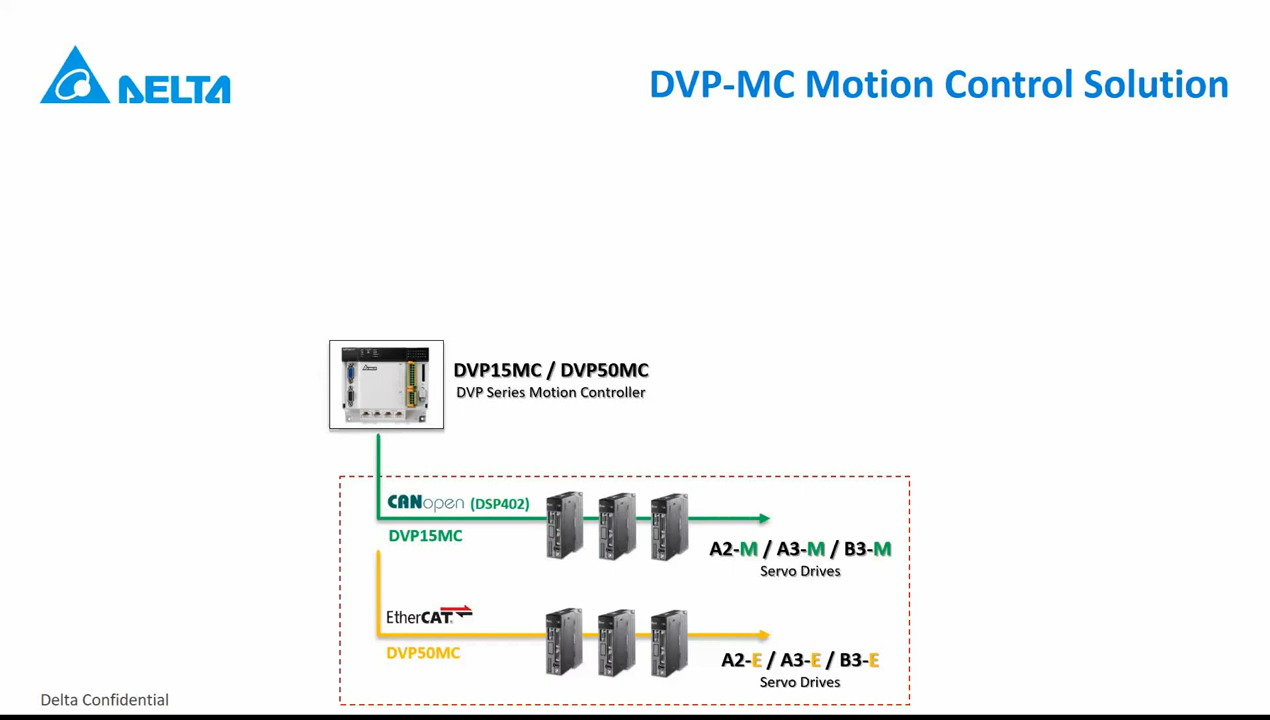 DELTA
DVP-MC Motion Control Solution
DVP15MC / DVP50MC
DVP Series Motion Controller
CANopen (DSP402)
DVP15MC
A2-M / A3-M / B3-M
Servo Drives
EtherCAT
DVP50MC
A2-E / A3-E / B3-E
Servo Drives
Delta Confidential